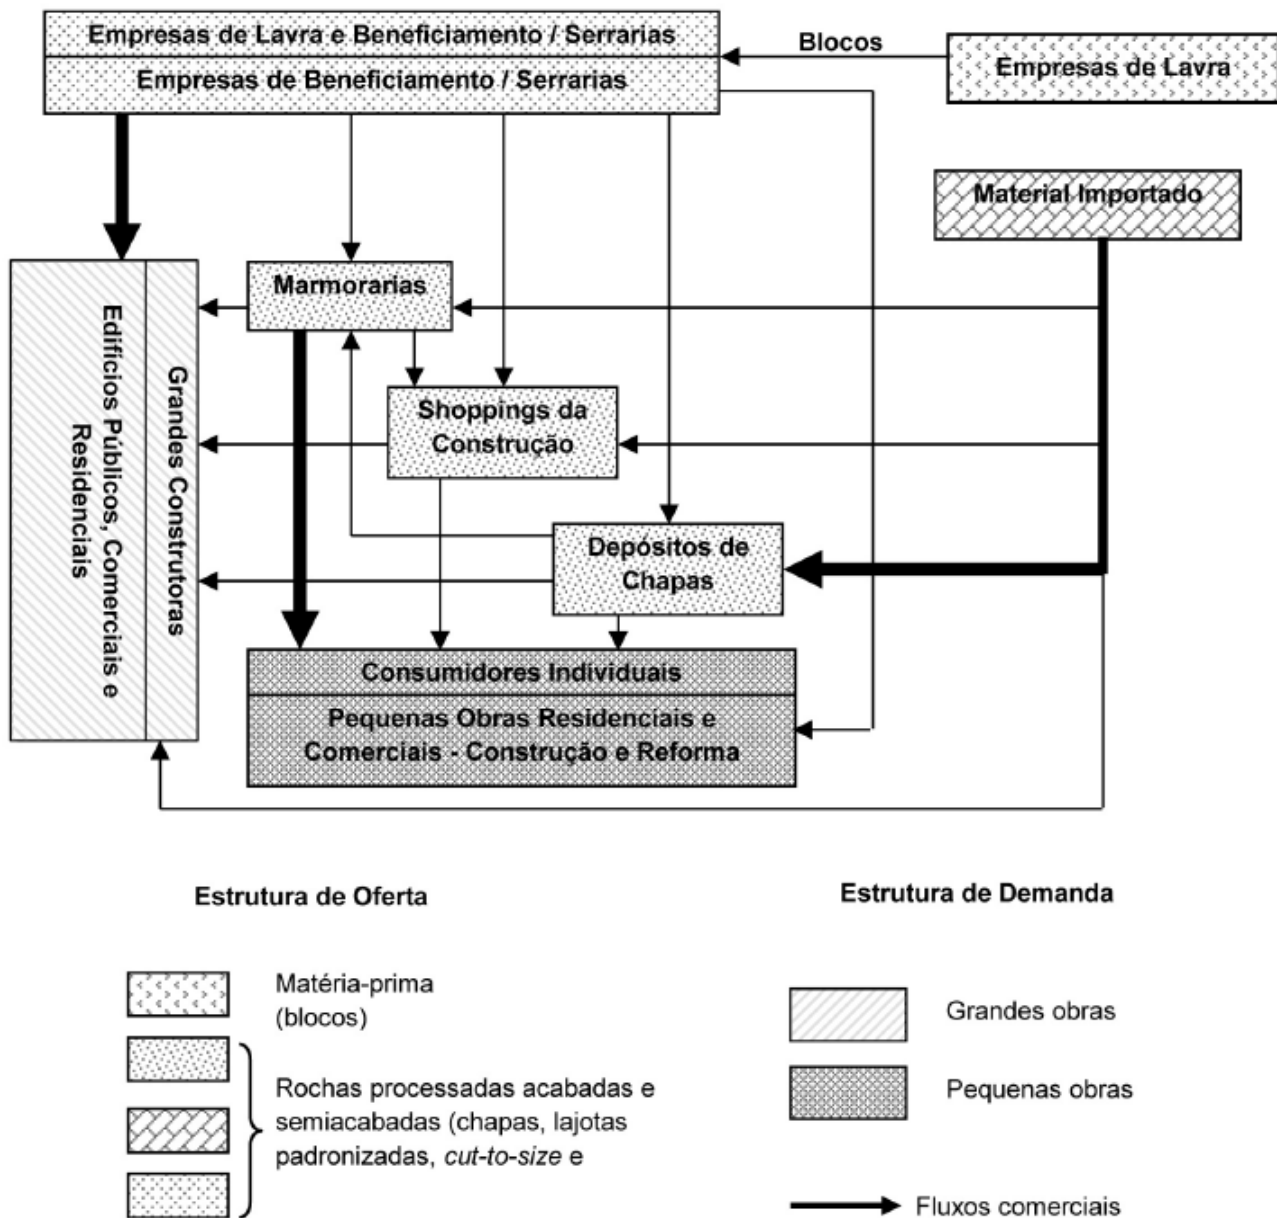 Empresas de Lavra e Beneficiamento / Serrarias
Empresas de Beneficiamento / Serrarias
Blocos
Empresas de Lavra
Material Importado
Marmorarias
Edifícios Públicos, Comerciais e
Residenciais
Grandes Construtoras
Shoppings da
Construção
Depósitos de
Chapas
Consumidores Individuais
Pequenas Obras Residenciais e
Comerciais - Construção e Reforma
Estrutura de Oferta
Matéria-prima
(blocos)
Rochas processadas acabadas e
semiacabadas (chapas, lajotas
padronizadas, cut-to-size e
Estrutura de Demanda
Grandes obras
Pequenas obras
Fluxos comerciais